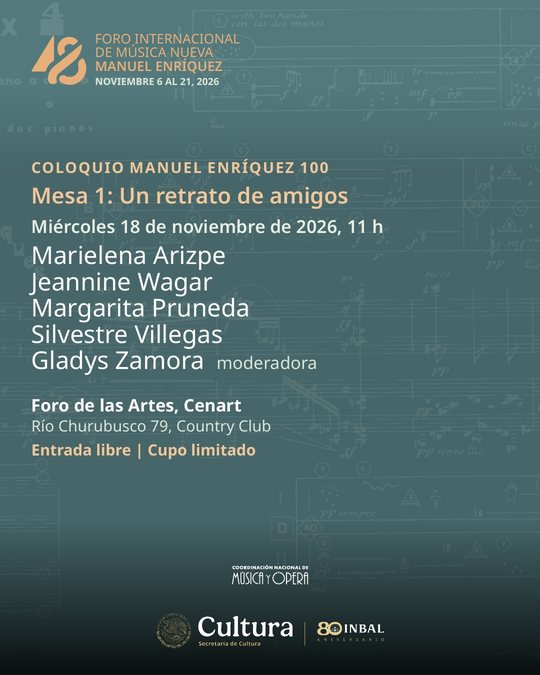 48
FORO INTERNACIONAL
DE MÚSICA NUEVA
MANUEL ENRÍQUEZ
NOVIEMBRE 6 AL 21, 2026
COLOQUIO MANUEL ENRÍQUEZ 100
Mesa 1: Un retrato de amigos
Miércoles 18 de noviembre de 2026, 11 h
Marielena Arizpe
Jeannine Wagar
Margarita Pruneda
Silvestre Villegas
Gladys Zamora moderadora
Foro de las Artes, Cenart
Río Churubusco 79, Country Club
Entrada libre | Cupo limitado
COORDINACIÓN NACIONAL DE
MÚSICA Y OPERA
Cultura
Secretaría de Cultura
80 INBAL
ANIVERSARIO